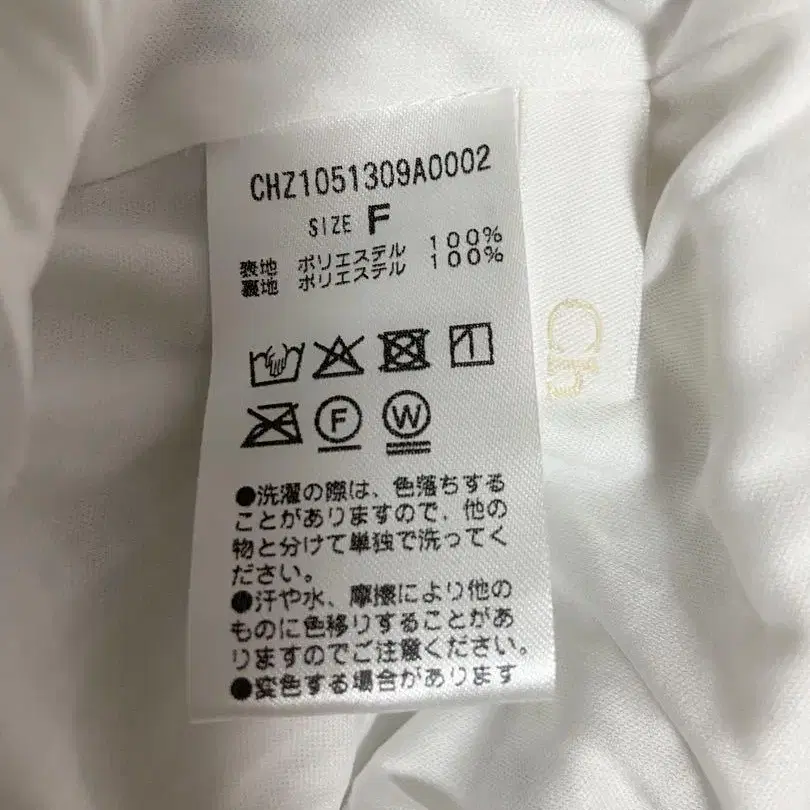 CHZ1051309A0002
SIZE F
表地 ポリエステル 100%
裏地 ポリエステル 100%
F
W
●洗濯の際は、色落ちする
ことがありますので、他の
物と分けて単独で洗ってく
ださい。
●汗や水、摩擦により他の
ものに色移りすることがあ
りますのでご注意ください。
●変色する場合があります
Ch